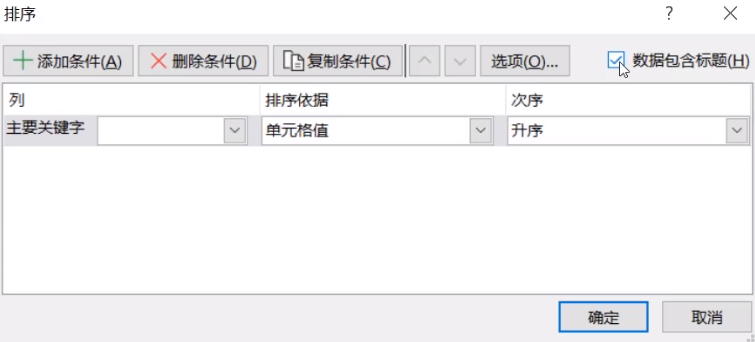 排序 ?
添加条件(A) 删除条件(D) 复制条件(C) 选项(O)... 数据包含标题(H)
列 排序依据 次序
主要关键字 单元格值 升序
确定 取消